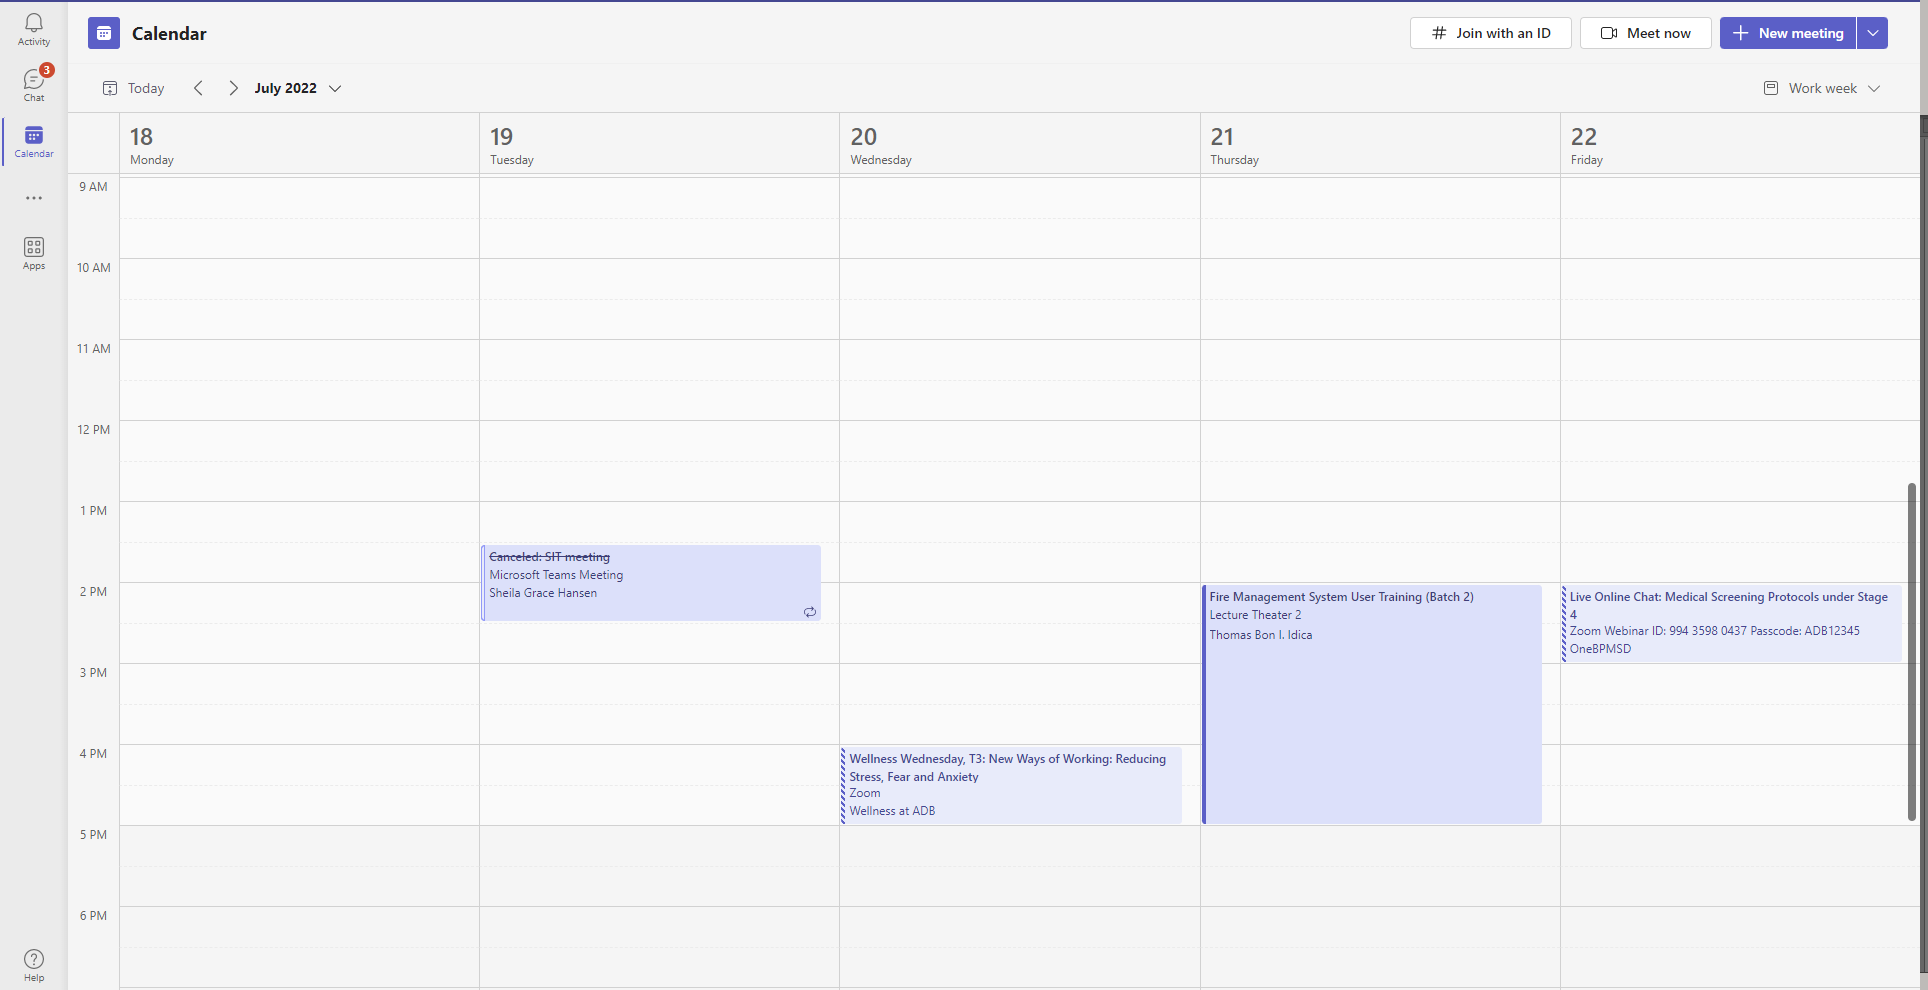 Activity
3
Chat
Calendar
Apps
Help
Calendar
Join with an ID
Meet now
New meeting
Today
July 2022
Work week
18
Monday
19
Tuesday
20
Wednesday
21
Thursday
22
Friday
9 AM
10 AM
11 AM
12 PM
1 PM
2 PM
3 PM
4 PM
5 PM
6 PM
Canceled: SIT meeting
Microsoft Teams Meeting
Sheila Grace Hansen
Wellness Wednesday, T3: New Ways of Working: Reducing
Stress, Fear and Anxiety
Zoom
Wellness at ADB
Fire Management System User Training (Batch 2)
Lecture Theater 2
Thomas Bon I. Idica
Live Online Chat: Medical Screening Protocols under Stage
4
Zoom Webinar ID: 994 3598 0437 Passcode: ADB12345
OneBPMSD